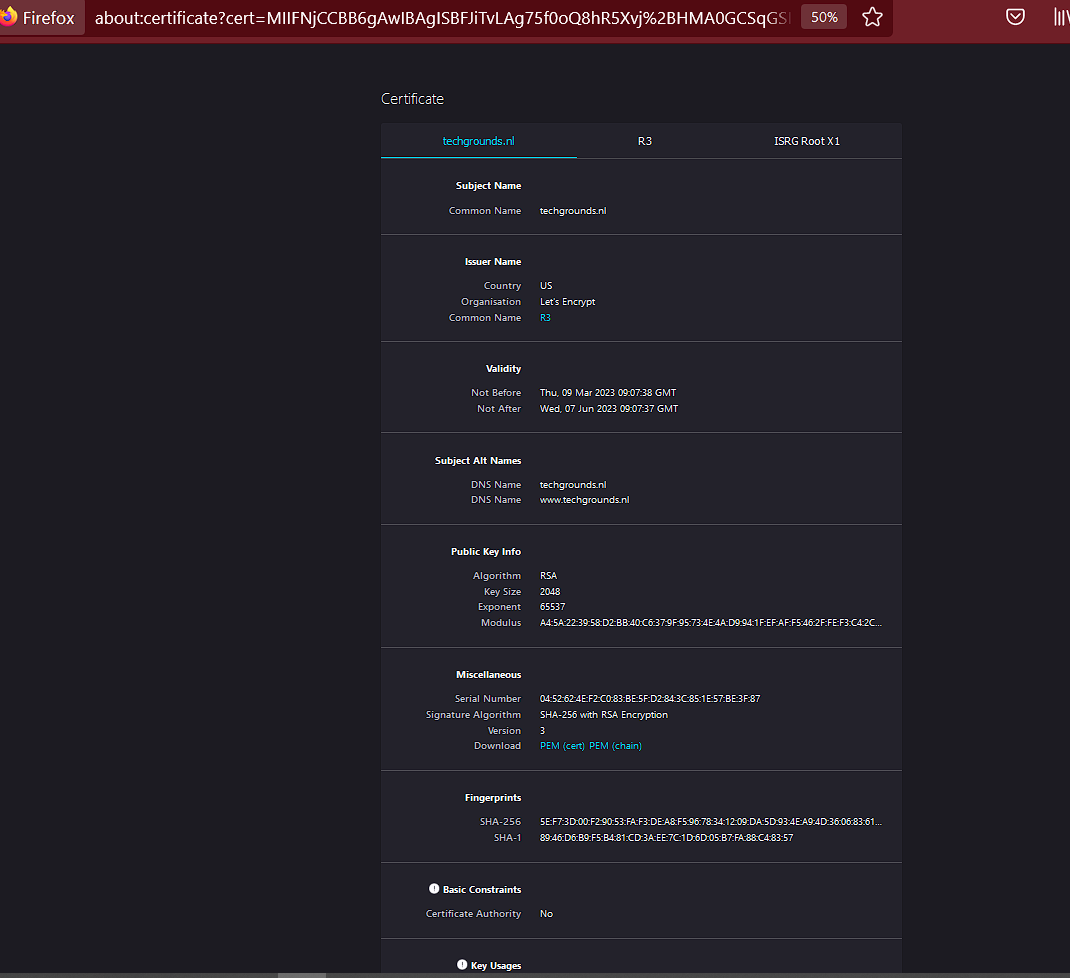 Firefox about:certificate?cert=MIIFNjCCBB6gAwIBAgISBFJiTvLAg75f0oQ8hR5Xvj%2BHMA0GCSqGS 50%
Certificate
techgrounds.nl R3 ISRG Root X1
Subject Name
Common Name techgrounds.nl
Issuer Name
Country US
Organisation Let's Encrypt
Common Name R3
Validity
Not Before Thu, 09 Mar 2023 09:07:38 GMT
Not After Wed, 07 Jun 2023 09:07:37 GMT
Subject Alt Names
DNS Name techgrounds.nl
DNS Name www.techgrounds.nl
Public Key Info
Algorithm RSA
Key Size 2048
Exponent 65537
Modulus A4:5A:22:39:58:D2:BB:40:C6:37:9F:95:73:4E:4A:D9:94:1F:EF:AF:F5:46:2F:FE:F3:C4:2C...
Miscellaneous
Serial Number 04:52:62:4E:F2:C0:83:BE:5F:D2:84:3C:85:1E:57:BE:3F:87
Signature Algorithm SHA-256 with RSA Encryption
Version 3
Download PEM (cert) PEM (chain)
Fingerprints
SHA-256 5E:F7:3D:00:F2:90:53:FA:F3:DE:A8:F5:96:78:34:12:09:DA:5D:93:4E:A9:4D:36:06:83:61...
SHA-1 89:46:D6:B9:F5:B4:81:CD:3A:EE:7C:1D:6D:05:B7:FA:88:C4:83:57
Basic Constraints
Certificate Authority No
Key Usages